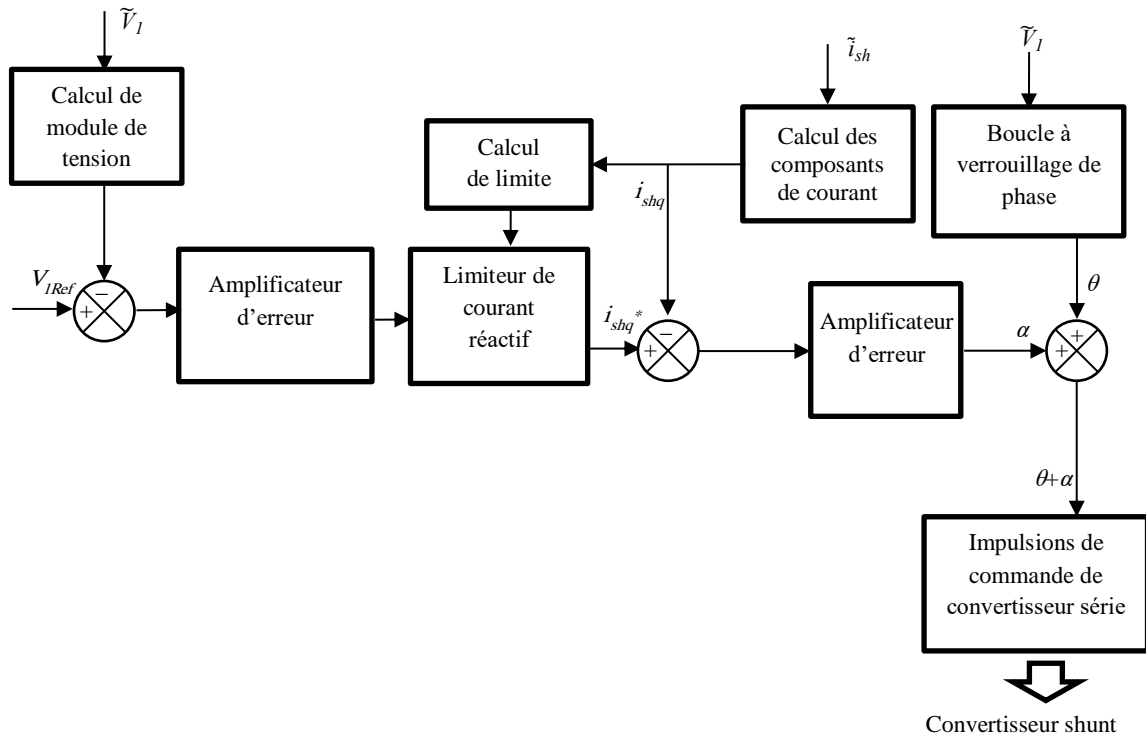 Ṽ1
ĩsh
Ṽ1
Calcul de
module de
tension
Calcul
de limite
Calcul des
composants
de courant
Boucle à
verrouillage de
phase
ishq
V1Ref
−
+
Amplificateur
d’erreur
Limiteur de
courant
réactif
ishq*
−
+
Amplificateur
d’erreur
α
θ
+
+
θ+α
Impulsions de
commande de
convertisseur série
Convertisseur shunt